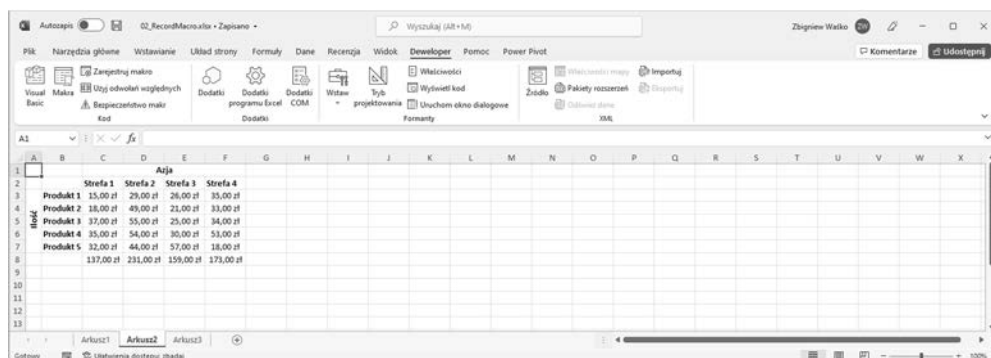 Autozapis 02_RecordMacro.xlsx • Zapisano Wyszukaj (Alt+M) Zbigniew Waśko ZW
Plik Narzędzia główne Wstawianie Układ strony Formuły Dane Recenzja Widok Deweloper Pomoc Power Pivot Komentarze Udostępnij
Visual Basic Makra Zarejestruj makro Użyj odwołań względnych Bezpieczeństwo makr
Dodatki Dodatki programu Excel Dodatki COM
Wstaw Tryb projektowania Właściwości Wyświetl kod Uruchom okno dialogowe
Źródło Właściwości mapy Pakiety rozszerzeń Odśwież dane Importuj Eksportuj
Kod Dodatki Formanty XML
A1 fx
A B C D E F G H I J K L M N O P Q R S T U V W X
1 Azja
2 Strefa 1 Strefa 2 Strefa 3 Strefa 4
Ilość
3 Produkt 1 15,00 zł 29,00 zł 26,00 zł 35,00 zł
4 Produkt 2 18,00 zł 49,00 zł 21,00 zł 33,00 zł
5 Produkt 3 37,00 zł 55,00 zł 25,00 zł 34,00 zł
6 Produkt 4 35,00 zł 54,00 zł 30,00 zł 53,00 zł
7 Produkt 5 32,00 zł 44,00 zł 57,00 zł 18,00 zł
8 137,00 zł 231,00 zł 159,00 zł 173,00 zł
9
10
11
12
13
Arkusz1 Arkusz2 Arkusz3
Gotowy Ułatwienia dostępu: zbadaj 100%